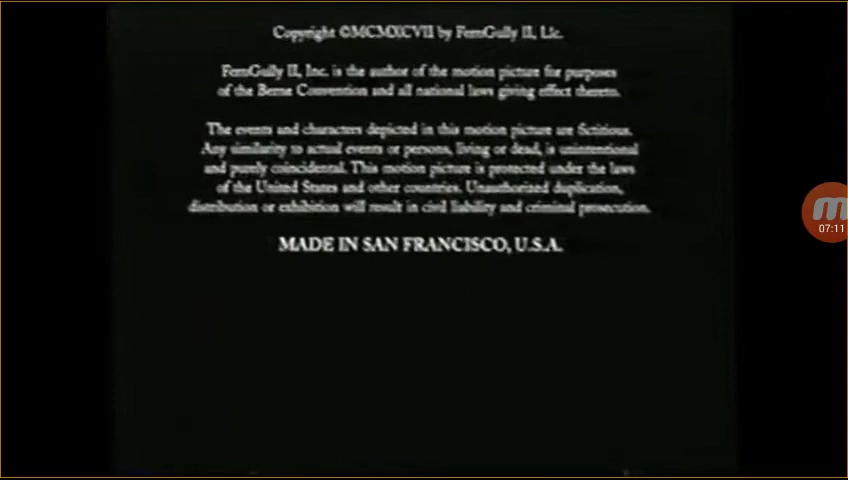 Copyright ©MCMXCVII by FernGully II, Llc.
FernGully II, Inc. is the author of the motion picture for purposes
of the Berne Convention and all national laws giving effect thereto.
The events and characters depicted in this motion picture are fictitious.
Any similarity to actual events or persons, living or dead, is unintentional
and purely coincidental. This motion picture is protected under the laws
of the United States and other countries. Unauthorized duplication,
distribution or exhibition will result in civil liability and criminal prosecution.
MADE IN SAN FRANCISCO, U.S.A.
07:11